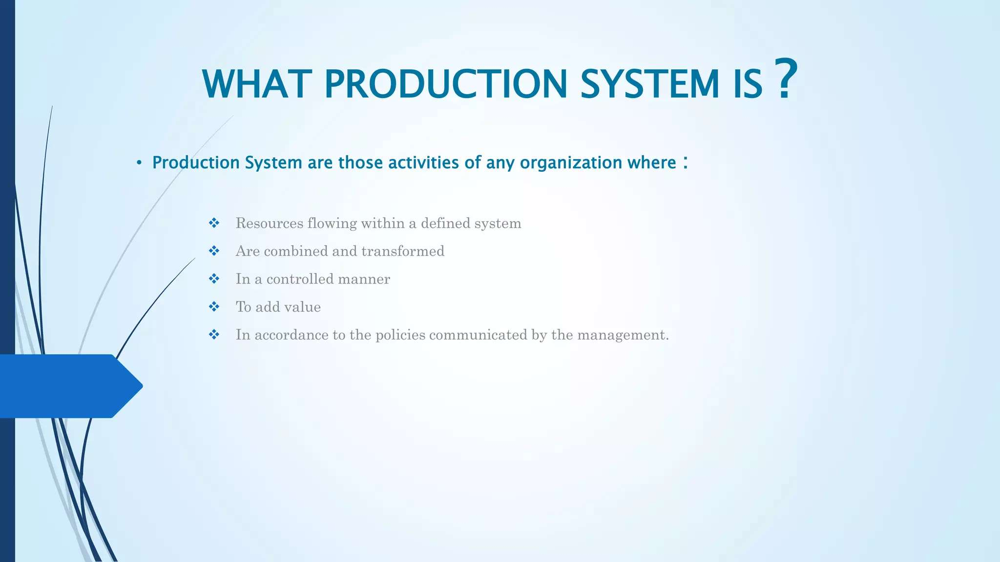 WHAT PRODUCTION SYSTEM IS ?
• Production System are those activities of any organization where :
❖ Resources flowing within a defined system
❖ Are combined and transformed
❖ In a controlled manner
❖ To add value
❖ In accordance to the policies communicated by the management.